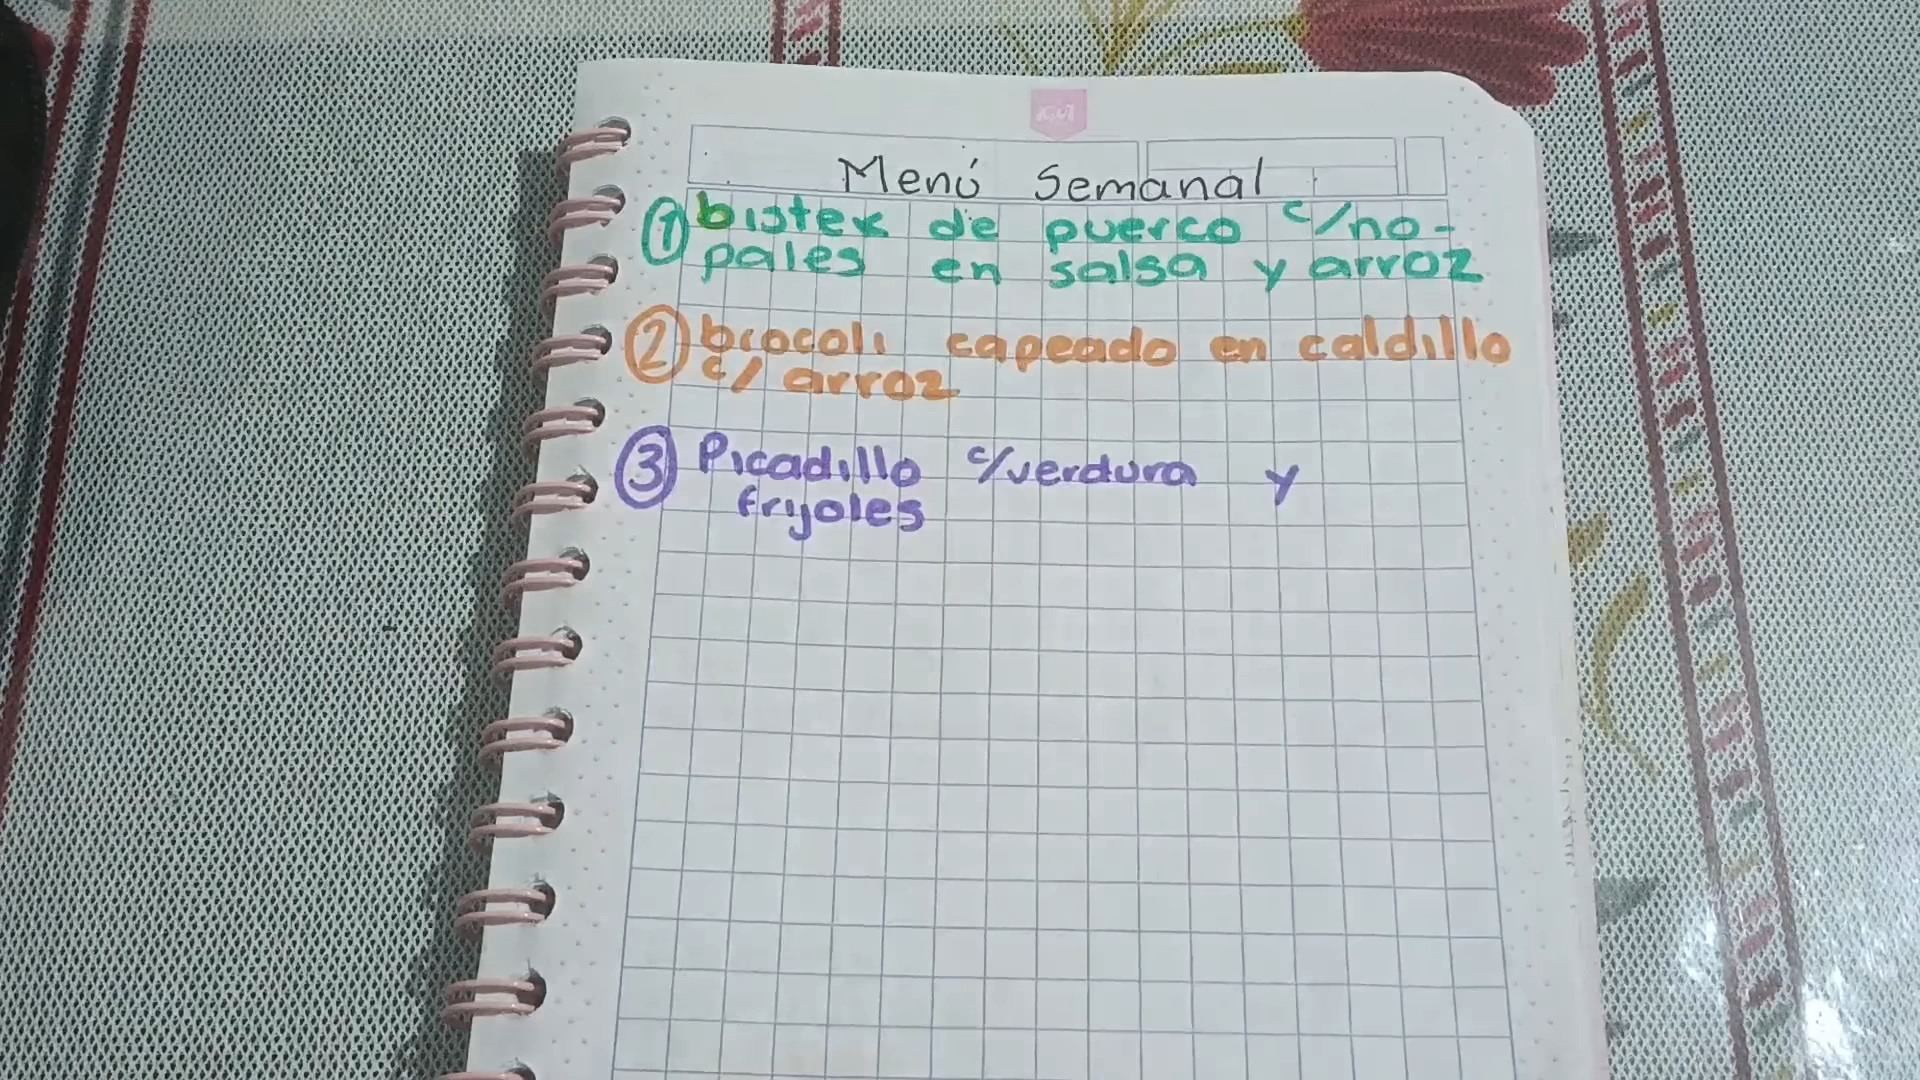 Menú Semanal
① bistek de puerco c/no-
pales en salsa y arroz
② brocoli capeado en caldillo
c/ arroz
③ Picadillo c/verdura y
frijoles